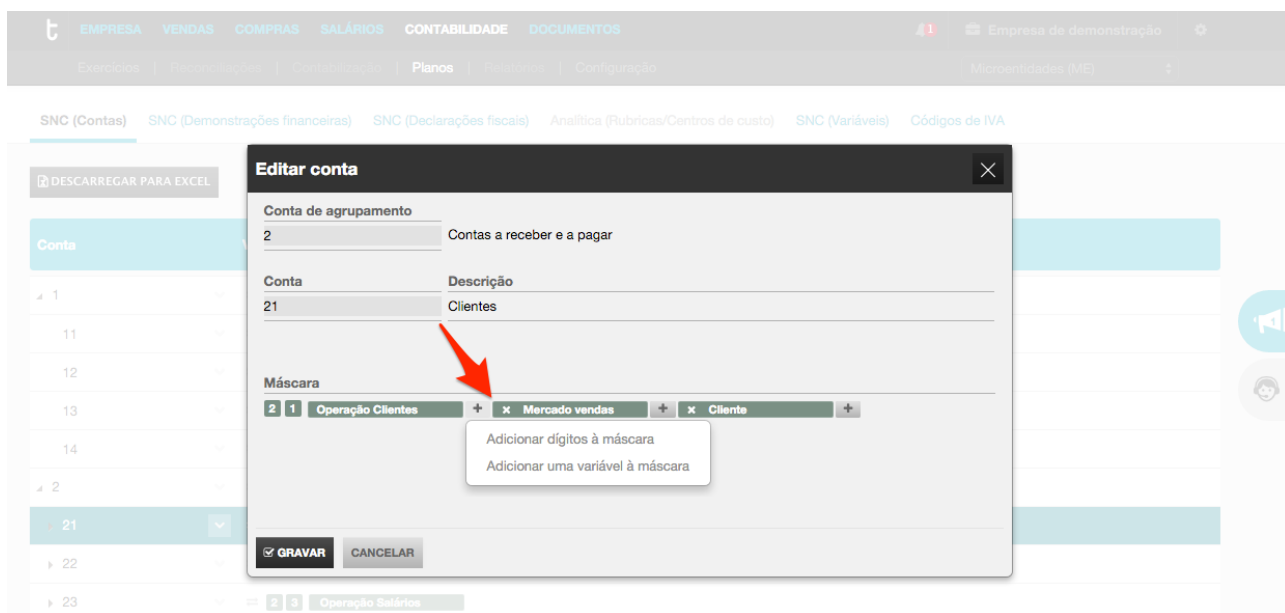 EMPRESA VENDAS COMPRAS SALÁRIOS CONTABILIDADE DOCUMENTOS 1 Empresa de demonstração
Exercícios | Reconciliações | Contabilização | Planos | Relatórios | Configuração Microentidades (ME)
SNC (Contas) SNC (Demonstrações financeiras) SNC (Declarações fiscais) Analítica (Rubricas/Centros de custo) SNC (Variáveis) Códigos de IVA
DESCARREGAR PARA EXCEL
Editar conta
Conta de agrupamento
2 Contas a receber e a pagar
Conta
Conta Descrição
21 Clientes
1
11
12
13
14
2
21
22
23
Máscara
2 1 Operação Clientes + × Mercado vendas + × Cliente +
Adicionar dígitos à máscara
Adicionar uma variável à máscara
GRAVAR CANCELAR
2 3 Operação Salários